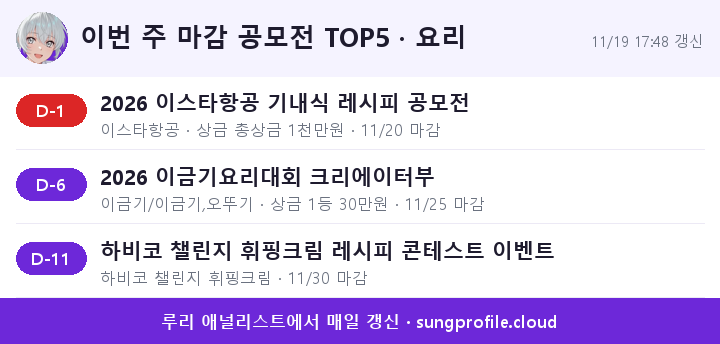 이번 주 마감 공모전 TOP5 · 요리
11/19 17:48 갱신
D-1
2026 이스타항공 기내식 레시피 공모전
이스타항공 · 상금 총상금 1천만원 · 11/20 마감
D-6
2026 이금기요리대회 크리에이터부
이금기/이금기,오뚜기 · 상금 1등 30만원 · 11/25 마감
D-11
하비코 챌린지 휘핑크림 레시피 콘테스트 이벤트
하비코 챌린지 휘핑크림 · 11/30 마감
루리 애널리스트에서 매일 갱신 · sungprofile.cloud